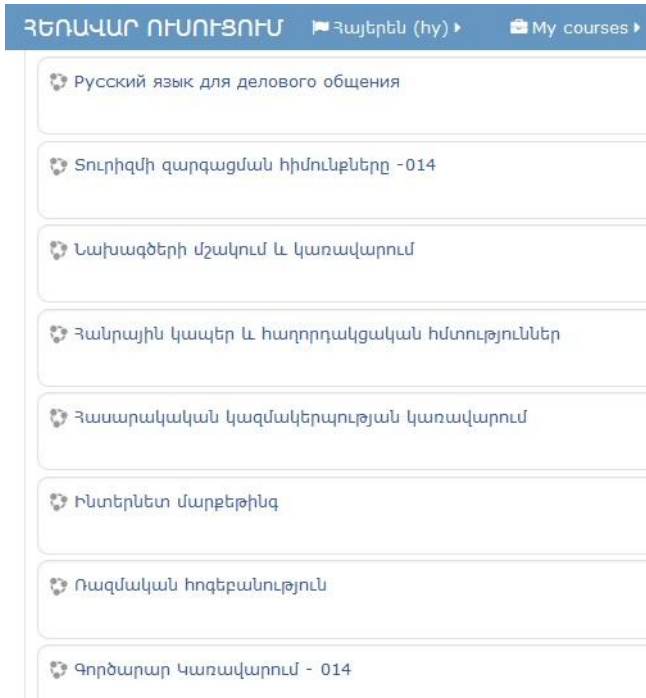 ՀԵՌԱՎԱՐ ՈՒՍՈՒՑՈՒՄ Հայերեն (hy) My courses
Русский язык для делового общения
Տուրիզմի զարգացման հիմունքները -014
Նախագծերի մշակում և կառավարում
Հանրային կապեր և հաղորդակցական հմտություններ
Հասարակական կազմակերպության կառավարում
Ինտերնետ մարքեթինգ
Ռազմական հոգեբանություն
Գործարար Կառավարում - 014